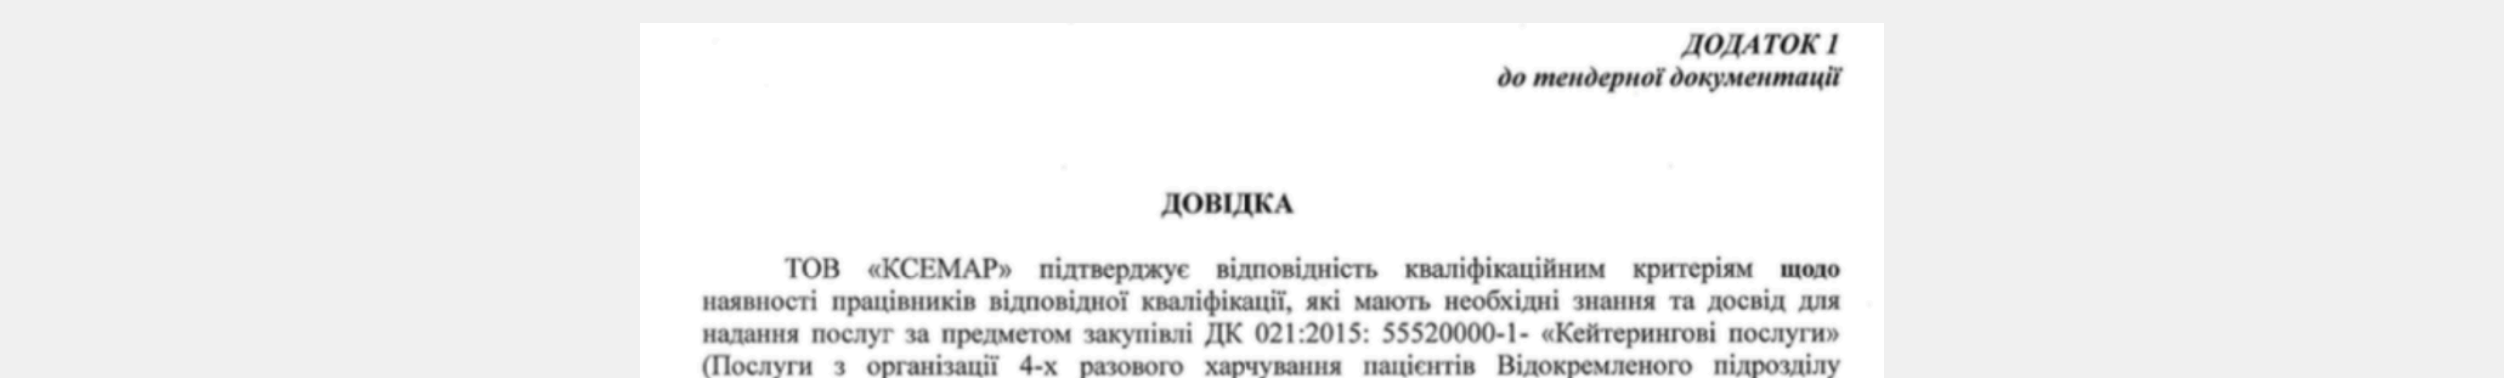 ДОДАТОК 1
до тендерної документації
ДОВІДКА
ТОВ «КСЕМАР» підтверджує відповідність кваліфікаційним критеріям щодо
наявності працівників відповідної кваліфікації, які мають необхідні знання та досвід для
надання послуг за предметом закупівлі ДК 021:2015: 55520000-1- «Кейтерингові послуги»
(Послуги з організації 4-х разового харчування пацієнтів Відокремленого підрозділу